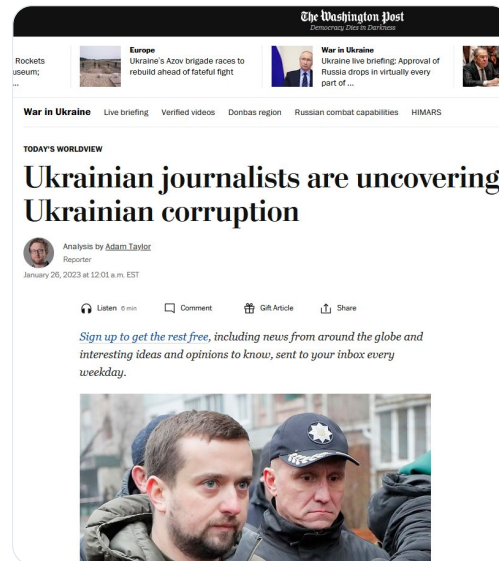 The Washington Post
Democracy Dies in Darkness
Rockets
useum;
...
Europe
Ukraine's Azov brigade races to
rebuild ahead of fateful fight
War in Ukraine
Ukraine live briefing: Approval of
Russia drops in virtually every
part of ...
War in Ukraine Live briefing Verified videos Donbas region Russian combat capabilities HIMARS
TODAY'S WORLDVIEW
Ukrainian journalists are uncovering
Ukrainian corruption
Analysis by Adam Taylor
Reporter
January 26, 2023 at 12:01 a.m. EST
Listen 6 min Comment Gift Article Share
Sign up to get the rest free, including news from around the globe and
interesting ideas and opinions to know, sent to your inbox every
weekday.